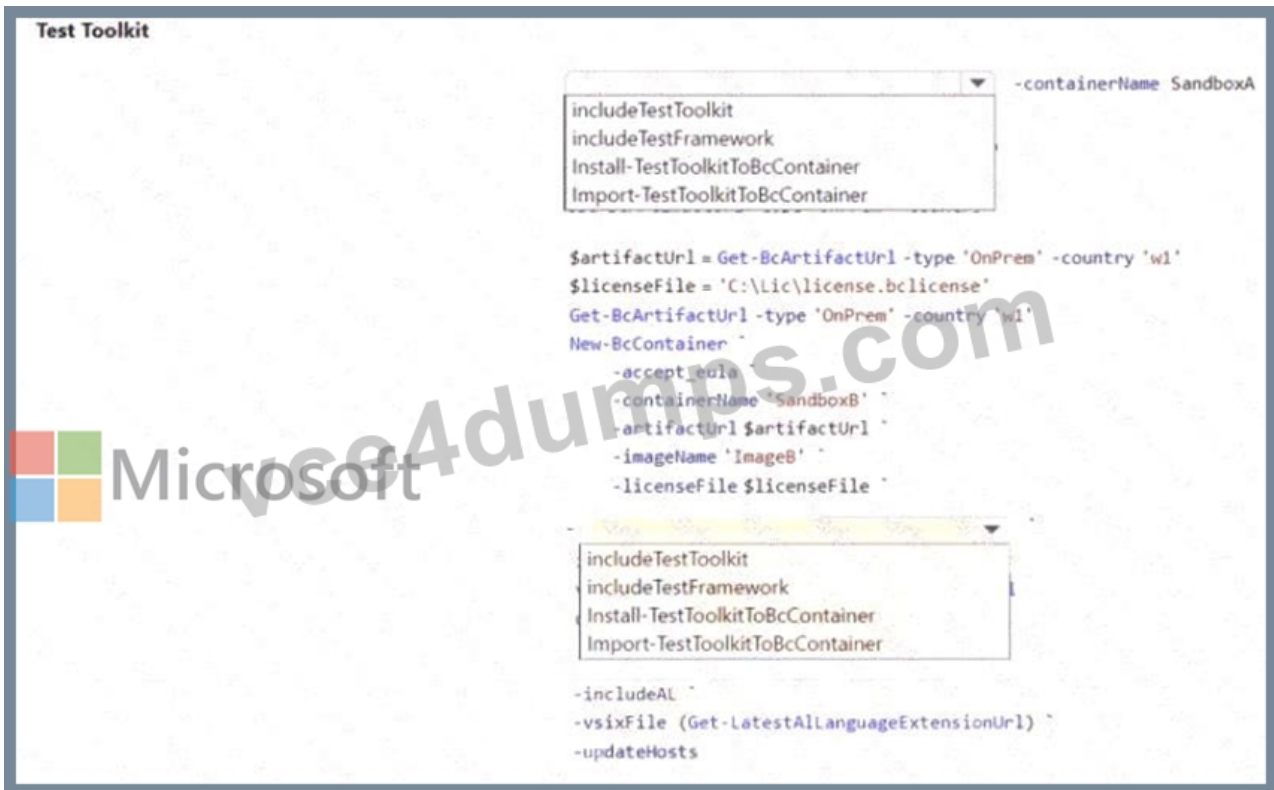 Test Toolkit
-containerName SandboxA
includeTestToolkit
includeTestFramework
Install-TestToolkitToBcContainer
Import-TestToolkitToBcContainer
$artifactUrl = Get-BcArtifactUrl -type 'OnPrem' -country 'w1'
$licenseFile = 'C:\Lic\license.bclicense'
Get-BcArtifactUrl -type 'OnPrem' -country 'w1'
New-BcContainer `
-accept_eula `
-containerName 'SandboxB' `
-artifactUrl $artifactUrl `
-imageName 'ImageB' `
-licenseFile $licenseFile `
vse4dumps.com
Microsoft
- `
includeTestToolkit
includeTestFramework
Install-TestToolkitToBcContainer
Import-TestToolkitToBcContainer
-includeAL `
-vsixFile (Get-LatestAlLanguageExtensionUrl) `
-updateHosts